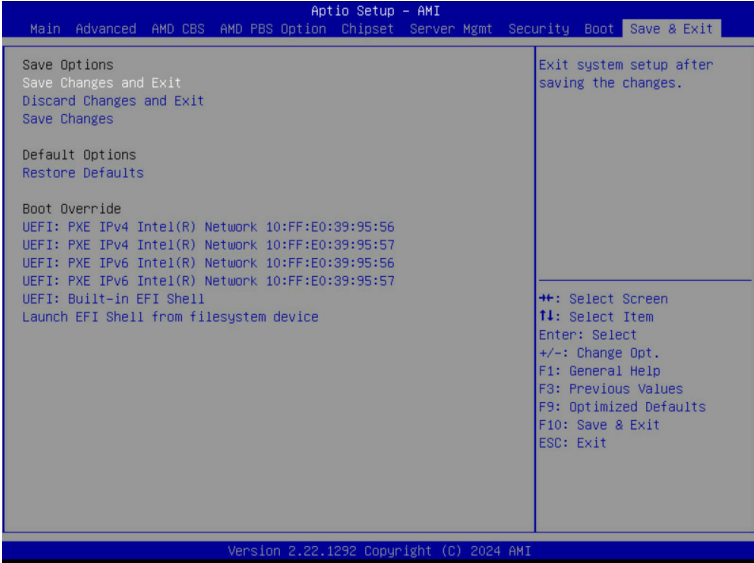 Aptio Setup - AMI
Main Advanced AMD CBS AMD PBS Option Chipset Server Mgmt Security Boot Save & Exit
Save Options
Save Changes and Exit
Discard Changes and Exit
Save Changes
Default Options
Restore Defaults
Boot Override
UEFI: PXE IPv4 Intel(R) Network 10:FF:E0:39:95:56
UEFI: PXE IPv4 Intel(R) Network 10:FF:E0:39:95:57
UEFI: PXE IPv6 Intel(R) Network 10:FF:E0:39:95:56
UEFI: PXE IPv6 Intel(R) Network 10:FF:E0:39:95:57
UEFI: Built-in EFI Shell
Launch EFI Shell from filesystem device
Exit system setup after
saving the changes.
→←: Select Screen
↑↓: Select Item
Enter: Select
+/-: Change Opt.
F1: General Help
F3: Previous Values
F9: Optimized Defaults
F10: Save & Exit
ESC: Exit
Version 2.22.1292 Copyright (C) 2024 AMI